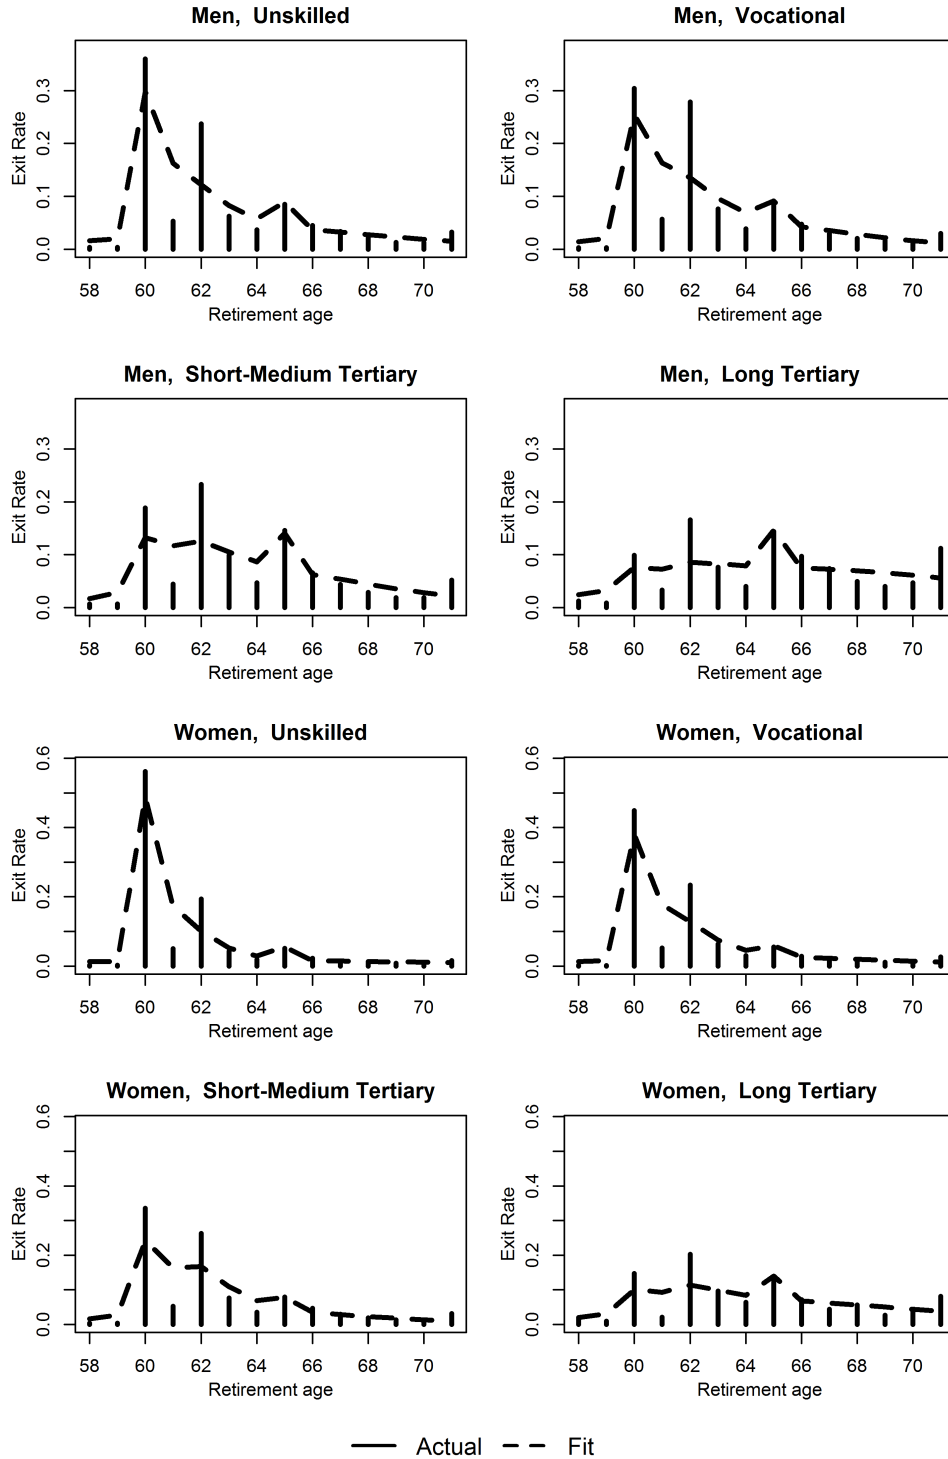 Men, Unskilled
Exit Rate
0.0 0.1 0.2 0.3
58 60 62 64 66 68 70
Retirement age
Men, Vocational
Exit Rate
0.0 0.1 0.2 0.3
58 60 62 64 66 68 70
Retirement age
Men, Short-Medium Tertiary
Exit Rate
0.0 0.1 0.2 0.3
58 60 62 64 66 68 70
Retirement age
Men, Long Tertiary
Exit Rate
0.0 0.1 0.2 0.3
58 60 62 64 66 68 70
Retirement age
Women, Unskilled
Exit Rate
0.0 0.2 0.4 0.6
58 60 62 64 66 68 70
Retirement age
Women, Vocational
Exit Rate
0.0 0.2 0.4 0.6
58 60 62 64 66 68 70
Retirement age
Women, Short-Medium Tertiary
Exit Rate
0.0 0.2 0.4 0.6
58 60 62 64 66 68 70
Retirement age
Women, Long Tertiary
Exit Rate
0.0 0.2 0.4 0.6
58 60 62 64 66 68 70
Retirement age
Actual Fit